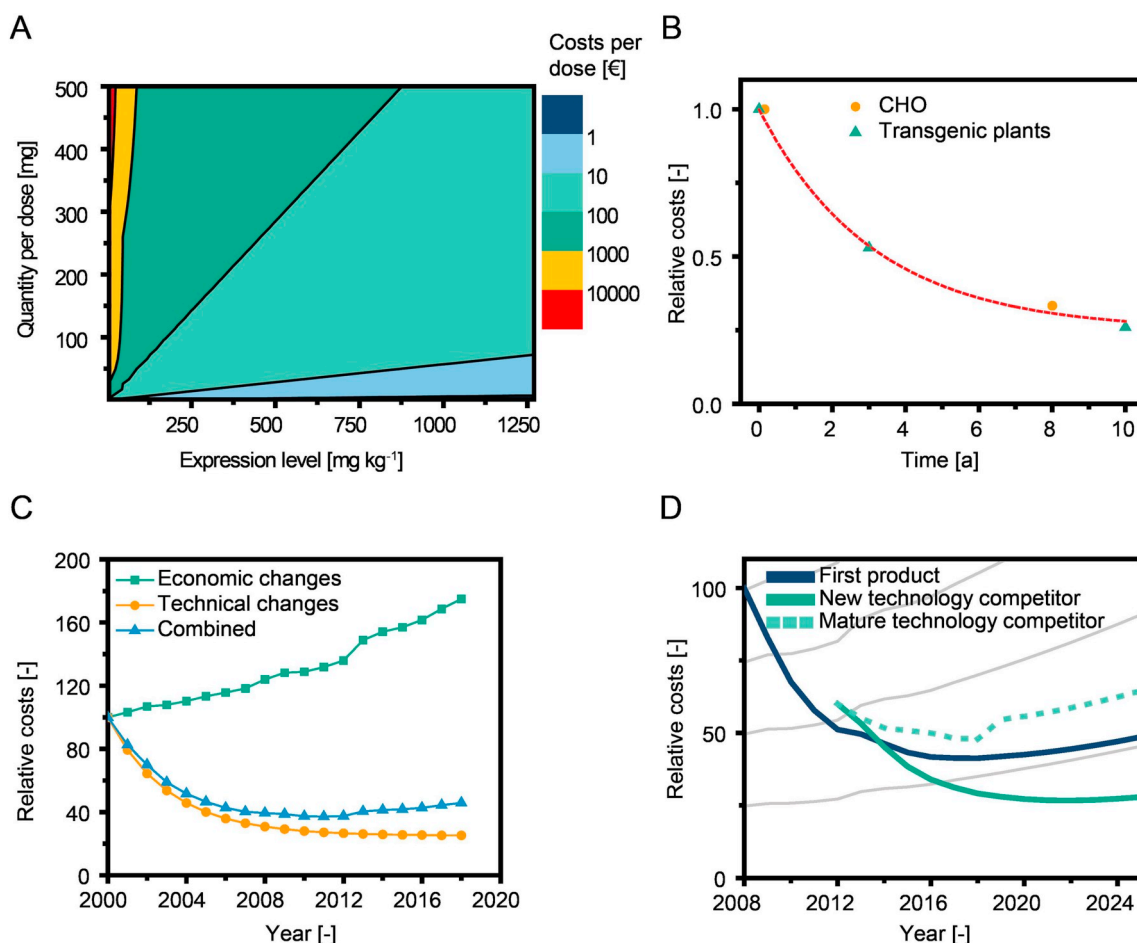 A
Costs per
dose [€]
500
400
300
200
100
Quantity per dose [mg]
250
500
750
1000
1250
Expression level [mg kg⁻¹]
1
10
100
1000
10000
B
1.0
0.5
0.0
Relative costs [-]
CHO
Transgenic plants
0
2
4
6
8
10
Time [a]
C
200
160
120
80
40
0
Relative costs [-]
Economic changes
Technical changes
Combined
2000
2004
2008
2012
2016
2020
Year [-]
D
100
50
0
Relative costs [-]
First product
New technology competitor
Mature technology competitor
2008
2012
2016
2020
2024
Year [-]